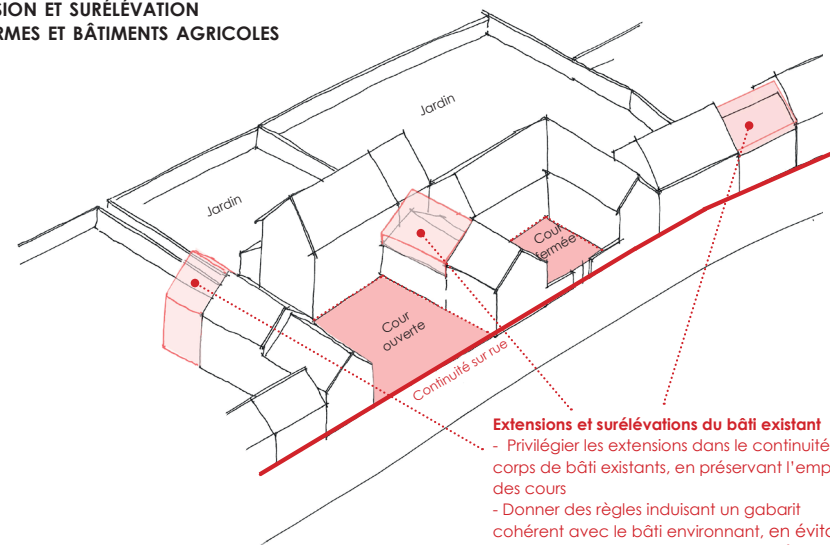 SION ET SURÉLÉVATION
RMES ET BÂTIMENTS AGRICOLES
Jardin
Jardin
Cour
fermée
Cour
ouverte
Continuité sur rue
Extensions et surélévations du bâti existant
- Privilégier les extensions dans le continuité
corps de bâti existants, en préservant l'emp
des cours
- Donner des règles induisant un gabarit
cohérent avec le bâti environnant, en évita